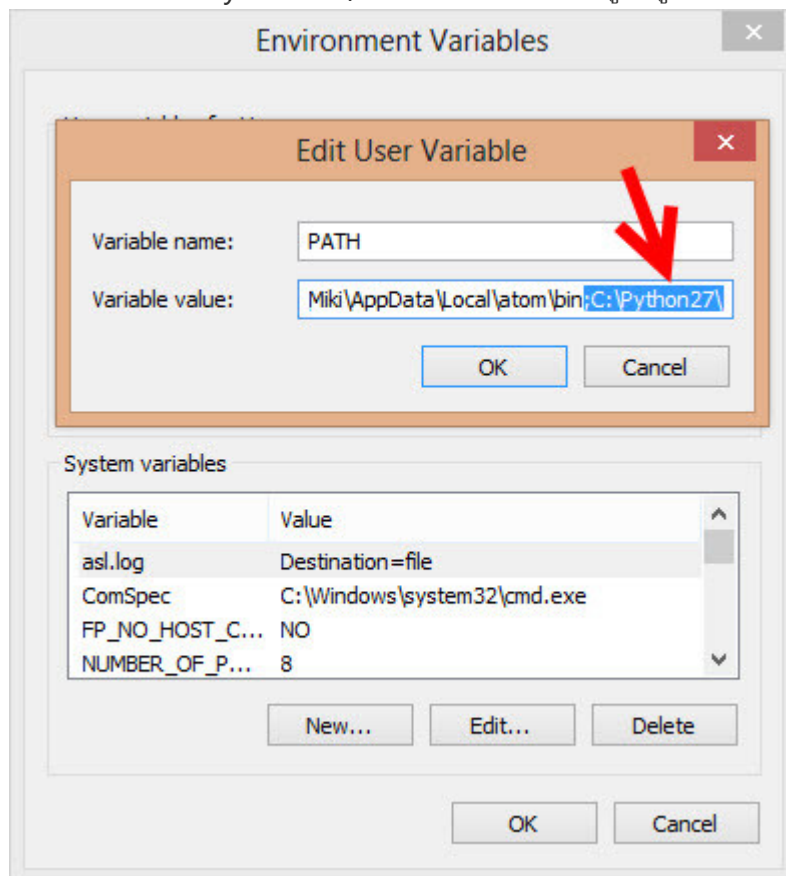 Environment Variables
Edit User Variable
Variable name:
PATH
Variable value:
Miki\AppData\Local\atom\bin;C:\Python27\
OK
Cancel
System variables
Variable Value
asl.log Destination=file
ComSpec C:\Windows\system32\cmd.exe
FP_NO_HOST_C... NO
NUMBER_OF_P... 8
New... Edit... Delete
OK Cancel